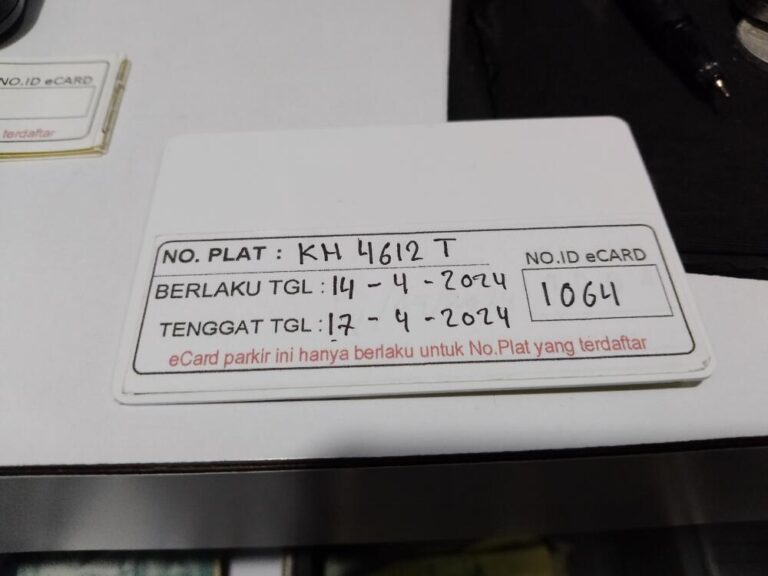 NO.ID eCARD
terdaftar
NO. PLAT : KH 4612 T
BERLAKU TGL : 14 - 4 - 2024
TENGGAT TGL : 17 - 4 - 2024
NO.ID eCARD
1064
eCard parkir ini hanya berlaku untuk No.Plat yang terdaftar